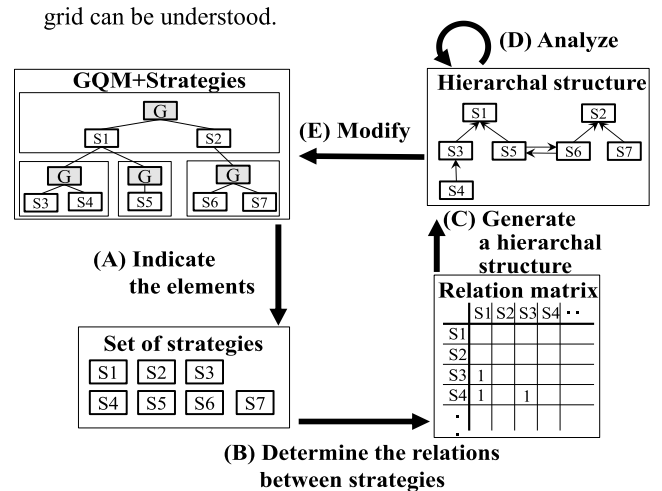 grid can be understood.
(D) Analyze
GQM+Strategies
G
S1 S2
G G G
S3 S4 S5 S6 S7
(E) Modify
Hierarchal structure
S1 S2
S3 S5 S6 S7
S4
(A) Indicate
the elements
(C) Generate
a hierarchal
structure
Set of strategies
S1 S2 S3
S4 S5 S6 S7
Relation matrix
S1 S2 S3 S4 ··
S1
S2
S3 1
S4 1 1
:
(B) Determine the relations
between strategies